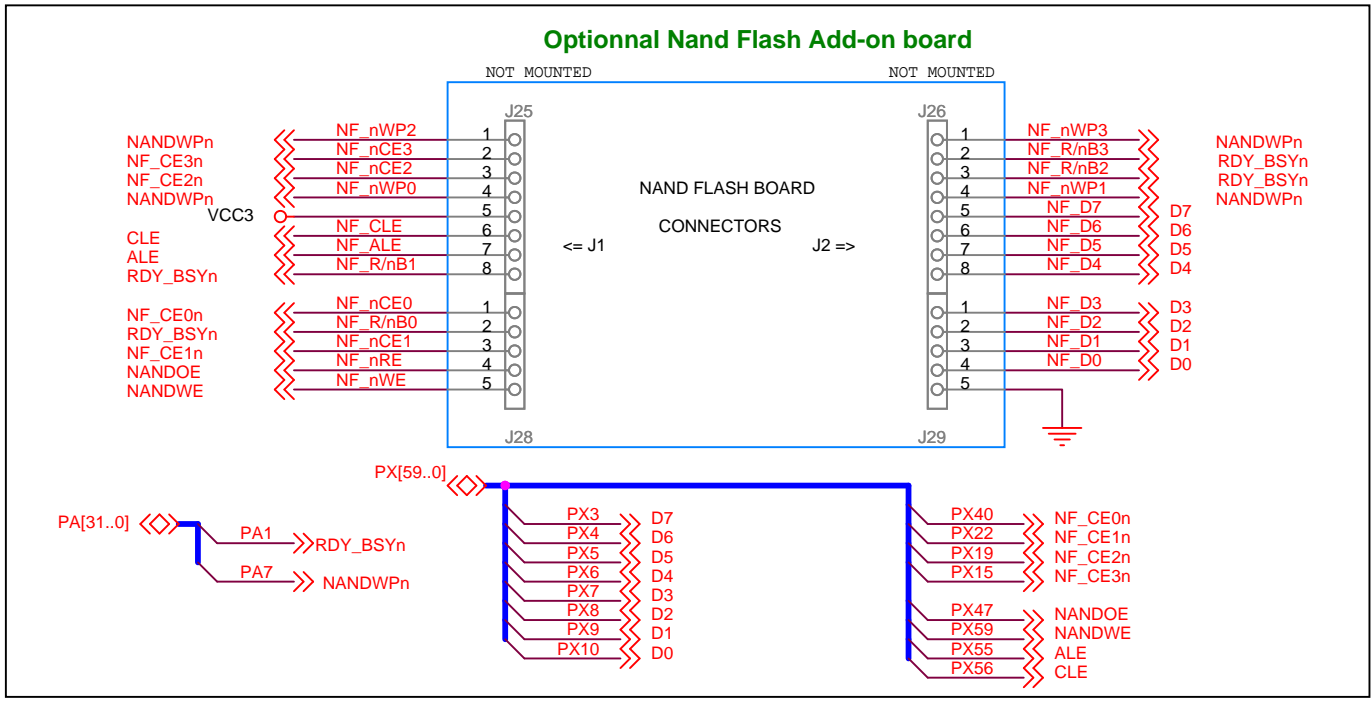 Optionnal Nand Flash Add-on board
NOT MOUNTED NOT MOUNTED
J25 J26
NANDWPn NF_nWP2 1 1 NF_nWP3 NANDWPn
NF_CE3n NF_nCE3 2 2 NF_R/nB3 RDY_BSYn
NF_CE2n NF_nCE2 3 3 NF_R/nB2 RDY_BSYn
NANDWPn NF_nWP0 4 4 NF_nWP1 NANDWPn
VCC3 5 5 NF_D7 D7
CLE NF_CLE 6 6 NF_D6 D6
ALE NF_ALE 7 7 NF_D5 D5
RDY_BSYn NF_R/nB1 8 8 NF_D4 D4
NAND FLASH BOARD
CONNECTORS
<= J1 J2 =>
NF_CE0n NF_nCE0 1 1 NF_D3 D3
RDY_BSYn NF_R/nB0 2 2 NF_D2 D2
NF_CE1n NF_nCE1 3 3 NF_D1 D1
NANDOE NF_nRE 4 4 NF_D0 D0
NANDWE NF_nWE 5 5
J28 J29
PX[59..0]
PA[31..0]
PA1 RDY_BSYn
PA7 NANDWPn
PX3 D7
PX4 D6
PX5 D5
PX6 D4
PX7 D3
PX8 D2
PX9 D1
PX10 D0
PX40 NF_CE0n
PX22 NF_CE1n
PX19 NF_CE2n
PX15 NF_CE3n
PX47 NANDOE
PX59 NANDWE
PX55 ALE
PX56 CLE